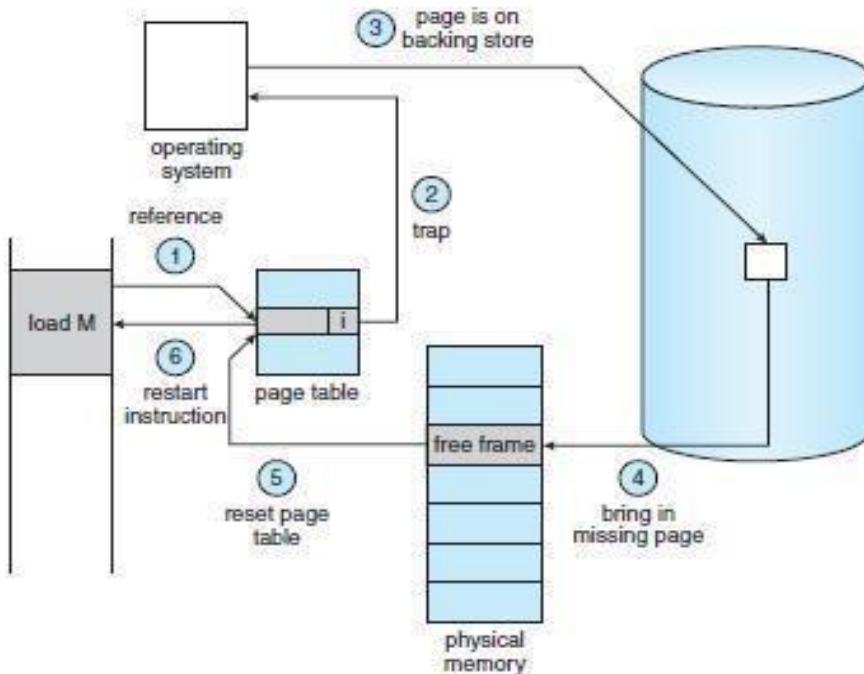 3
page is on
backing store
operating
system
2
trap
reference
1
load M
i
6
restart
instruction
page table
free frame
5
reset page
table
4
bring in
missing page
physical
memory